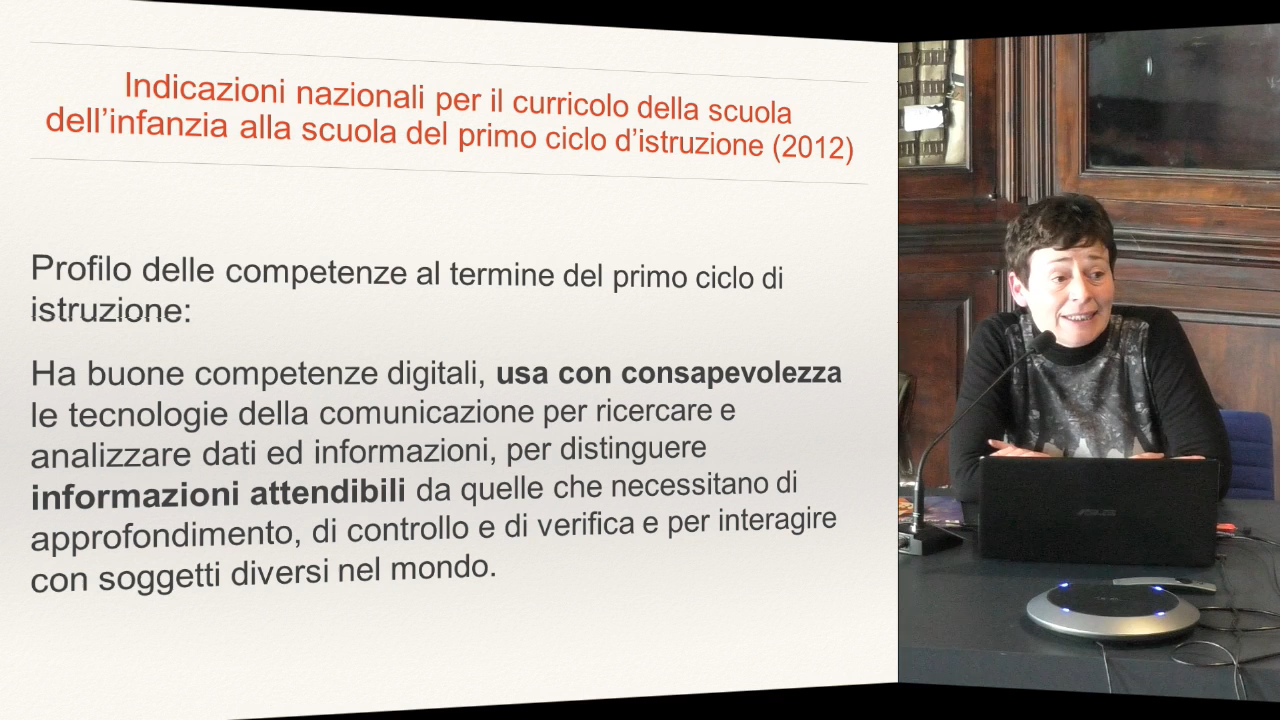 Indicazioni nazionali per il curricolo della scuola
dell’infanzia alla scuola del primo ciclo d’istruzione (2012)
Profilo delle competenze al termine del primo ciclo di
istruzione:
Ha buone competenze digitali, usa con consapevolezza
le tecnologie della comunicazione per ricercare e
analizzare dati ed informazioni, per distinguere
informazioni attendibili da quelle che necessitano di
approfondimento, di controllo e di verifica e per interagire
con soggetti diversi nel mondo.
ASUS